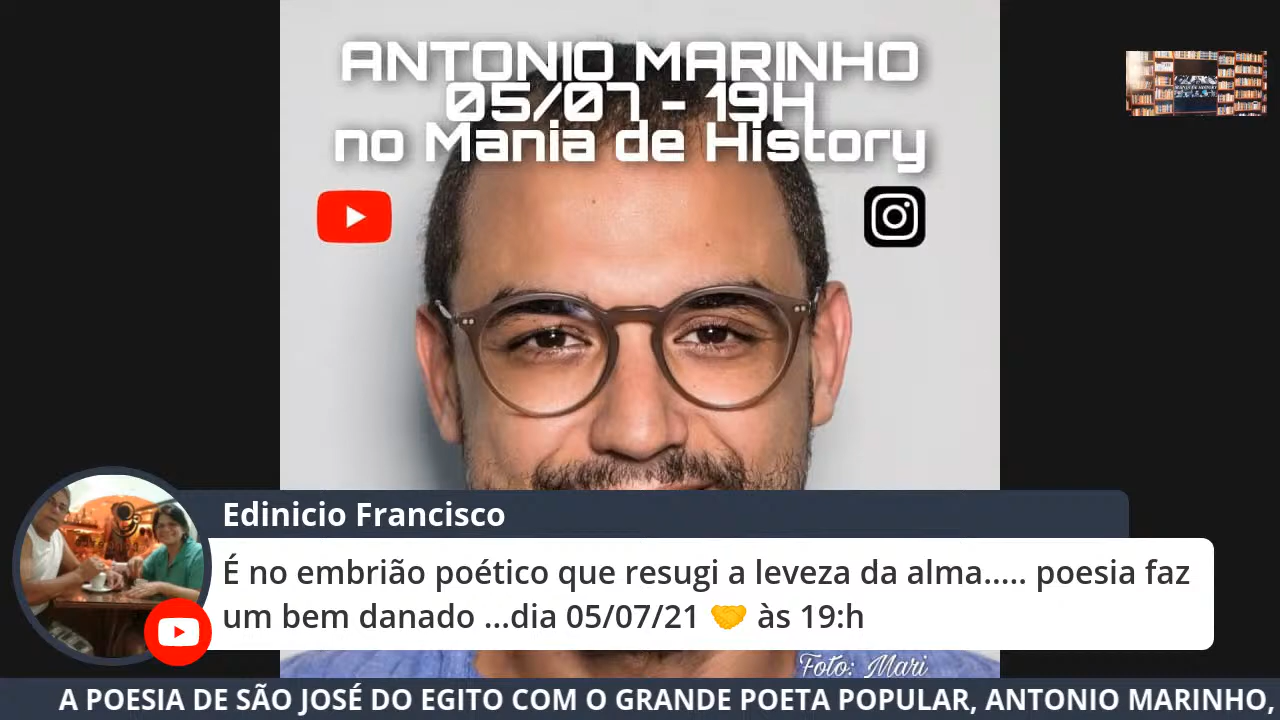 ANTONIO MARINHO
05/07 - 19H
no Mania de History
Edinicio Francisco
É no embrião poético que resugi a leveza da alma..... poesia faz
um bem danado ...dia 05/07/21 🤝 às 19:h
Foto: Mari
A POESIA DE SÃO JOSÉ DO EGITO COM O GRANDE POETA POPULAR, ANTONIO MARINHO,